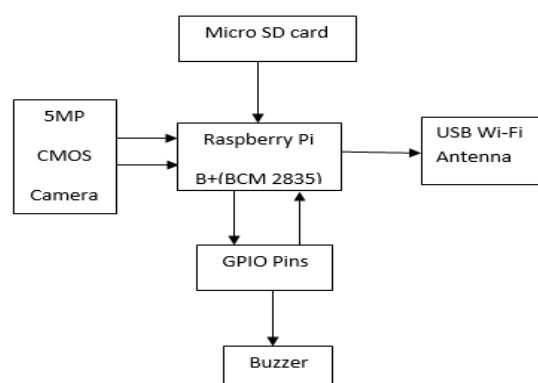 Micro SD card
5MP
CMOS
Camera
Raspberry Pi
B+(BCM 2835)
USB Wi-Fi
Antenna
GPIO Pins
Buzzer